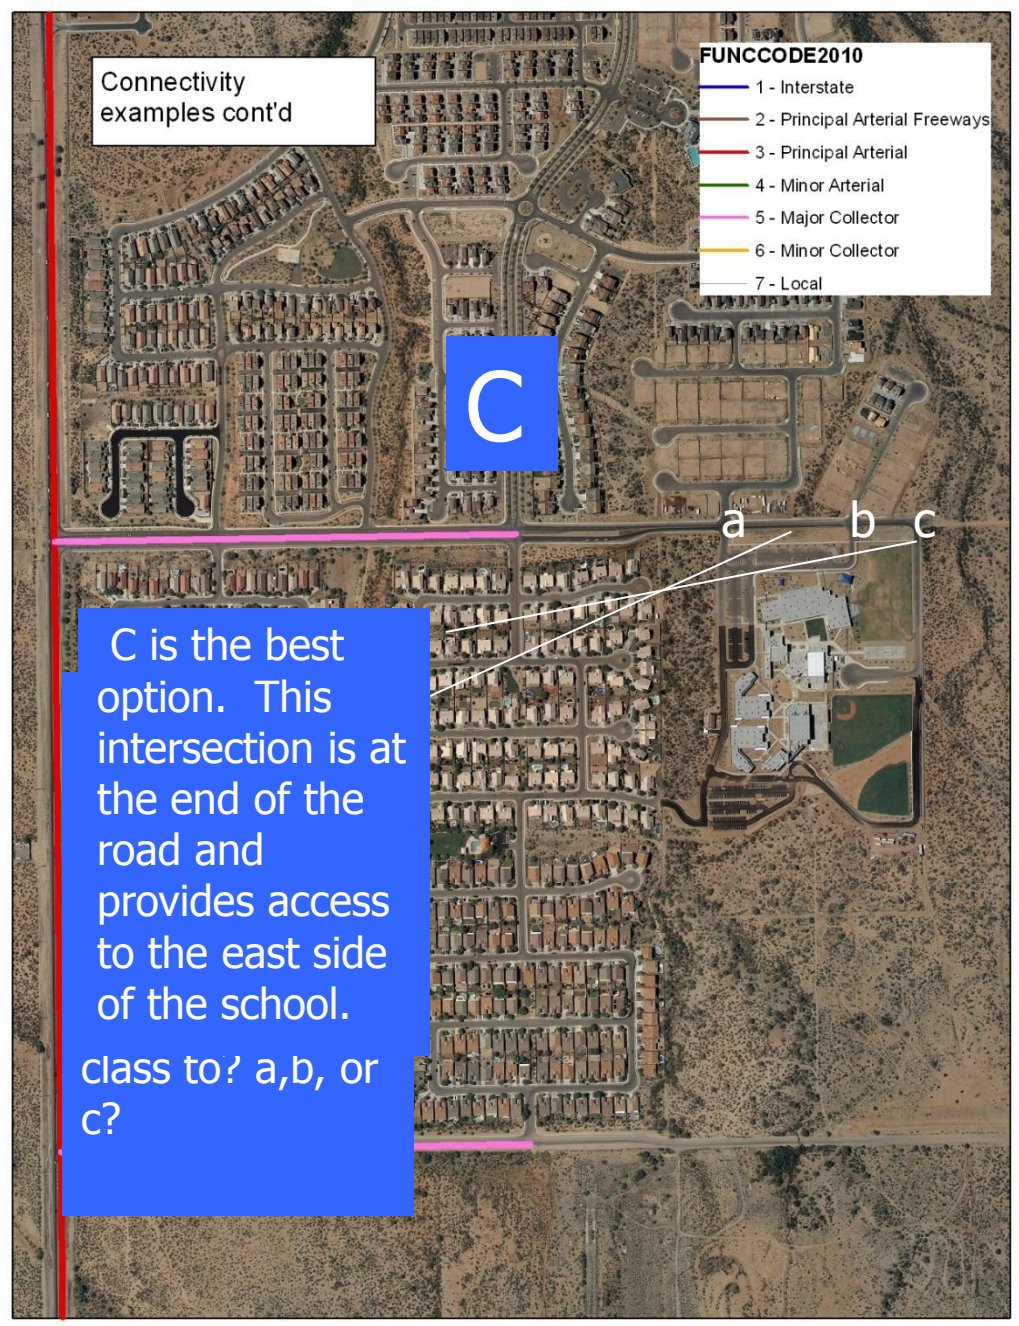 Connectivity
examples cont'd
FUNCCODE2010
1 - Interstate
2 - Principal Arterial Freeways
3 - Principal Arterial
4 - Minor Arterial
5 - Major Collector
6 - Minor Collector
7 - Local
C
a b c
C is the best
option. This
intersection is at
the end of the
road and
provides access
to the east side
of the school.
class to? a,b, or
c?